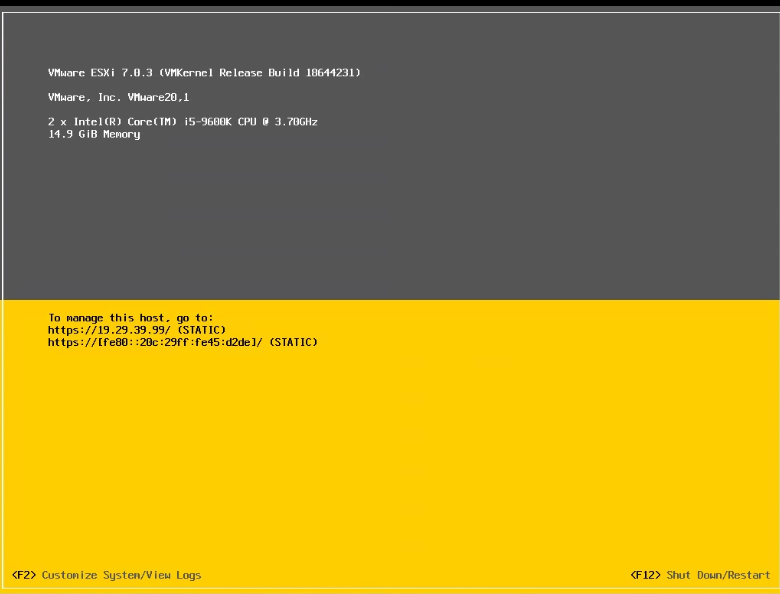 VMware ESXi 7.0.3 (VMKernel Release Build 18644231)
VMware, Inc. VMware20,1
2 x Intel(R) Core(TM) i5-9600K CPU @ 3.70GHz
14.9 GiB Memory
To manage this host, go to:
https://19.29.39.99/ (STATIC)
https://[fe80::20c:29ff:fe45:d2de]/ (STATIC)
<F2> Customize System/View Logs
<F12> Shut Down/Restart